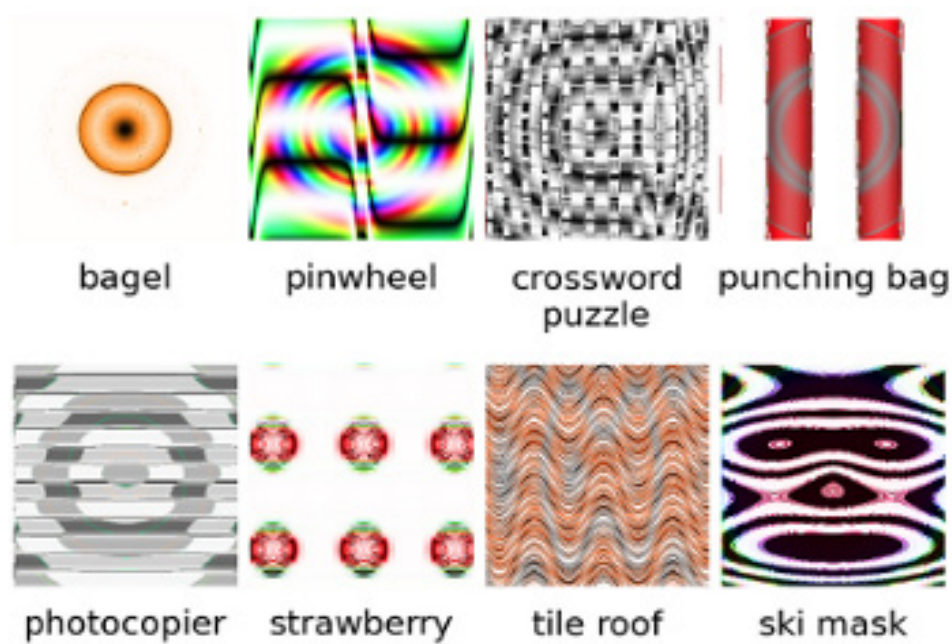 bagel
pinwheel
crossword
puzzle
punching bag
photocopier
strawberry
tile roof
ski mask